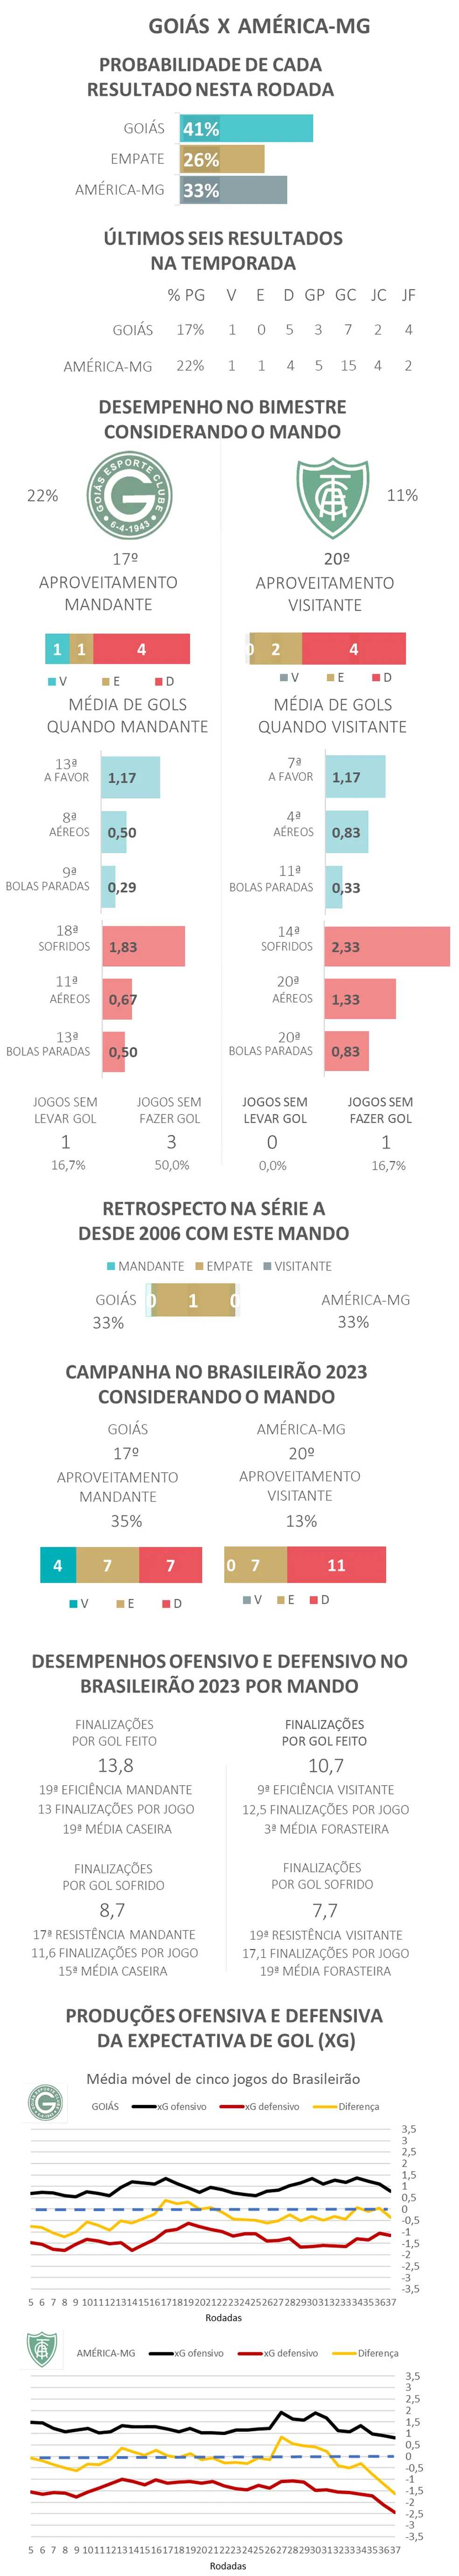 GOIÁS X AMÉRICA-MG
PROBABILIDADE DE CADA
RESULTADO NESTA RODADA
GOIÁS 41%
EMPATE 26%
AMÉRICA-MG 33%
ÚLTIMOS SEIS RESULTADOS
NA TEMPORADA
% PG V E D GP GC JC JF
GOIÁS 17% 1 0 5 3 7 2 4
AMÉRICA-MG 22% 1 1 4 5 15 4 2
DESEMPENHO NO BIMESTRE
CONSIDERANDO O MANDO
22% GOIÁS ESPORTE CLUBE G 6-4-1943 11%
17º 20º
APROVEITAMENTO APROVEITAMENTO
MANDANTE VISITANTE
1 1 4 0 2 4
V E D V E D
MÉDIA DE GOLS MÉDIA DE GOLS
QUANDO MANDANTE QUANDO VISITANTE
13ª 7ª
A FAVOR 1,17 A FAVOR 1,17
8ª 4ª
AÉREOS 0,50 AÉREOS 0,83
9ª 11ª
BOLAS PARADAS 0,29 BOLAS PARADAS 0,33
18ª 14ª
SOFRIDOS 1,83 SOFRIDOS 2,33
11ª 20ª
AÉREOS 0,67 AÉREOS 1,33
13ª 20ª
BOLAS PARADAS 0,50 BOLAS PARADAS 0,83
JOGOS SEM JOGOS SEM JOGOS SEM JOGOS SEM
LEVAR GOL FAZER GOL LEVAR GOL FAZER GOL
1 3 0 1
16,7% 50,0% 0,0% 16,7%
RETROSPECTO NA SÉRIE A
DESDE 2006 COM ESTE MANDO
MANDANTE EMPATE VISITANTE
GOIÁS 0 1 0 AMÉRICA-MG
33% 33%
CAMPANHA NO BRASILEIRÃO 2023
CONSIDERANDO O MANDO
GOIÁS AMÉRICA-MG
17º 20º
APROVEITAMENTO APROVEITAMENTO
MANDANTE VISITANTE
35% 13%
4 7 7 0 7 11
V E D V E D
DESEMPENHOS OFENSIVO E DEFENSIVO NO
BRASILEIRÃO 2023 POR MANDO
FINALIZAÇÕES FINALIZAÇÕES
POR GOL FEITO POR GOL FEITO
13,8 10,7
19ª EFICIÊNCIA MANDANTE 9ª EFICIÊNCIA VISITANTE
13 FINALIZAÇÕES POR JOGO 12,5 FINALIZAÇÕES POR JOGO
19ª MÉDIA CASEIRA 3ª MÉDIA FORASTEIRA
FINALIZAÇÕES FINALIZAÇÕES
POR GOL SOFRIDO POR GOL SOFRIDO
8,7 7,7
17ª RESISTÊNCIA MANDANTE 19ª RESISTÊNCIA VISITANTE
11,6 FINALIZAÇÕES POR JOGO 17,1 FINALIZAÇÕES POR JOGO
15ª MÉDIA CASEIRA 19ª MÉDIA FORASTEIRA
PRODUÇÕES OFENSIVA E DEFENSIVA
DA EXPECTATIVA DE GOL (XG)
Média móvel de cinco jogos do Brasileirão
GOIÁS xG ofensivo xG defensivo Diferença
3,5
3
2,5
2
1,5
1
0,5
0
-0,5
-1
-1,5
-2
-2,5
-3
-3,5
5 6 7 8 9 10 11 12 13 14 15 16 17 18 19 20 21 22 23 24 25 26 27 28 29 30 31 32 33 34 35 36 37
Rodadas
AMÉRICA-MG xG ofensivo xG defensivo Diferença
3,5
3
2,5
2
1,5
1
0,5
0
-0,5
-1
-1,5
-2
-2,5
-3
-3,5
5 6 7 8 9 10 11 12 13 14 15 16 17 18 19 20 21 22 23 24 25 26 27 28 29 30 31 32 33 34 35 36 37
Rodadas